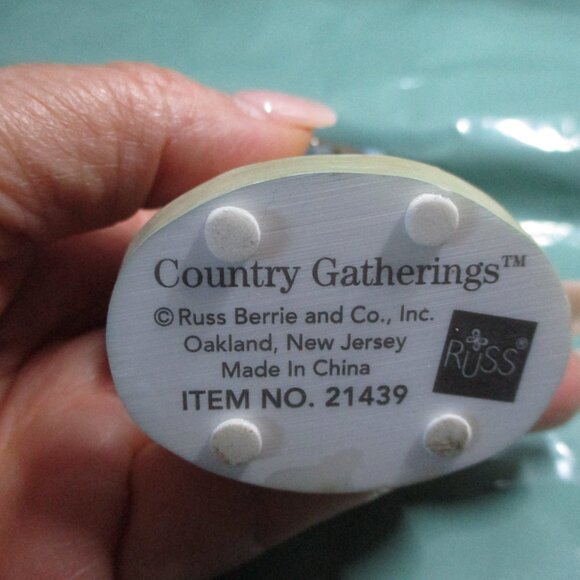 Country Gatherings™
© Russ Berrie and Co., Inc.
Oakland, New Jersey
Made In China
ITEM NO. 21439
RUSS®